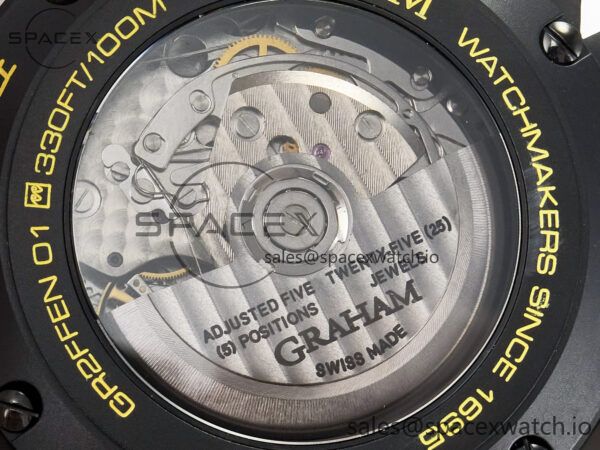 SPACEX
M
WATCHMAKERS SINCE 1695
GR2FFEN 01 330FT/100M
SPACEX
sales@spacexwatch.io
ADJUSTED FIVE TWENTY FIVE (25)
(5) POSITIONS JEWELS
GRAHAM
SWISS MADE
sales@spacexwatch.io